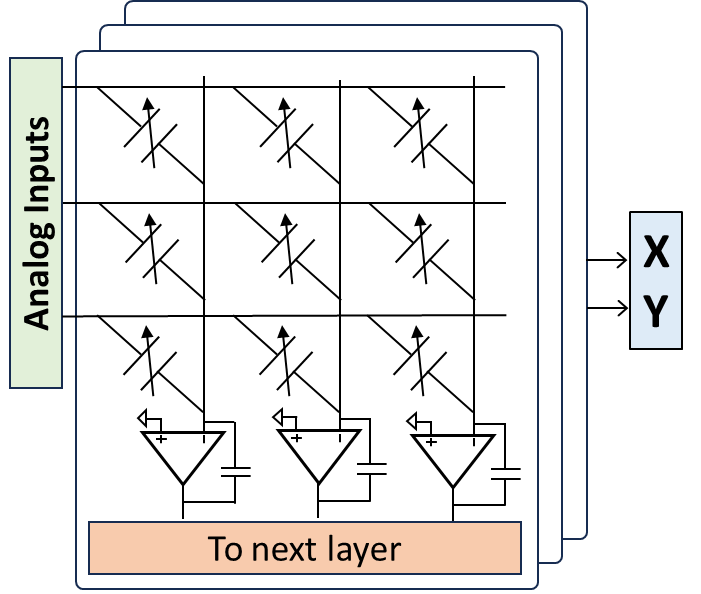 Analog Inputs
X
Y
+ −
+ −
+ −
To next layer